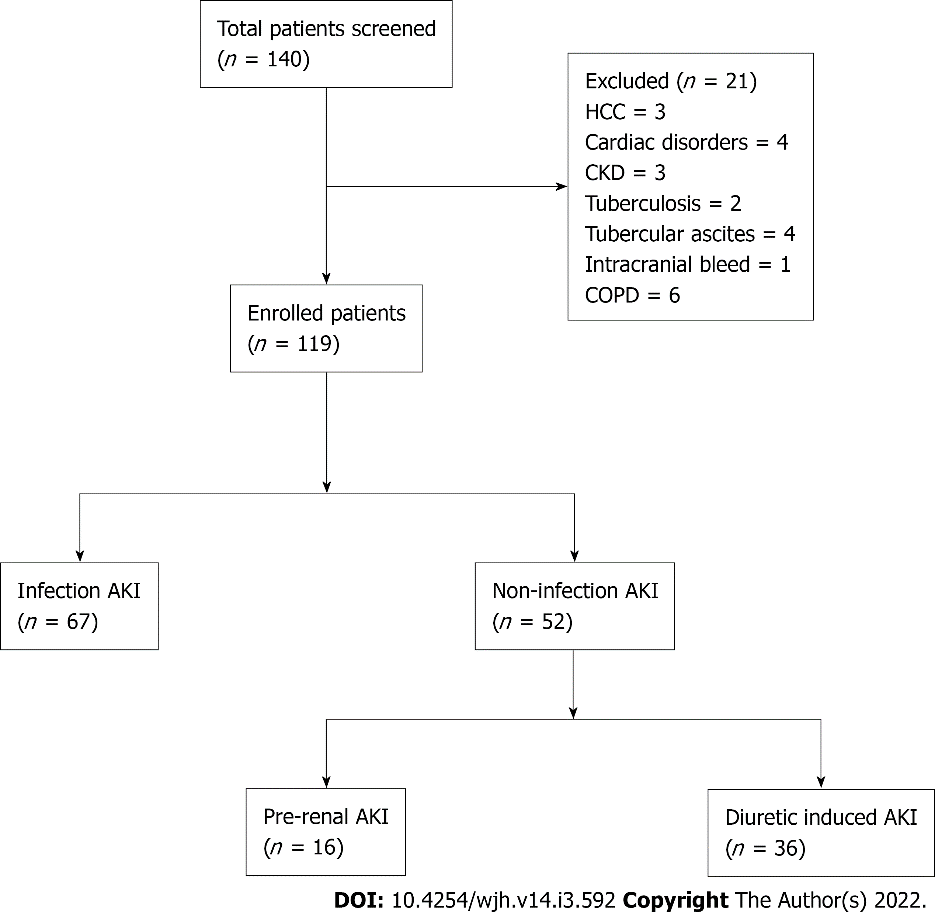 Total patients screened
(n = 140)
Excluded (n = 21)
HCC = 3
Cardiac disorders = 4
CKD = 3
Tuberculosis = 2
Tubercular ascites = 4
Intracranial bleed = 1
COPD = 6
Enrolled patients
(n = 119)
Infection AKI
(n = 67)
Non-infection AKI
(n = 52)
Pre-renal AKI
(n = 16)
Diuretic induced AKI
(n = 36)
DOI: 10.4254/wjh.v14.i3.592 Copyright The Author(s) 2022.